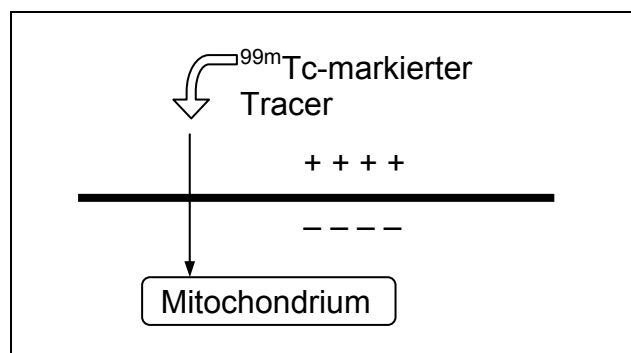 99mTc-markierter
Tracer
+ + + +
– – – –
Mitochondrium